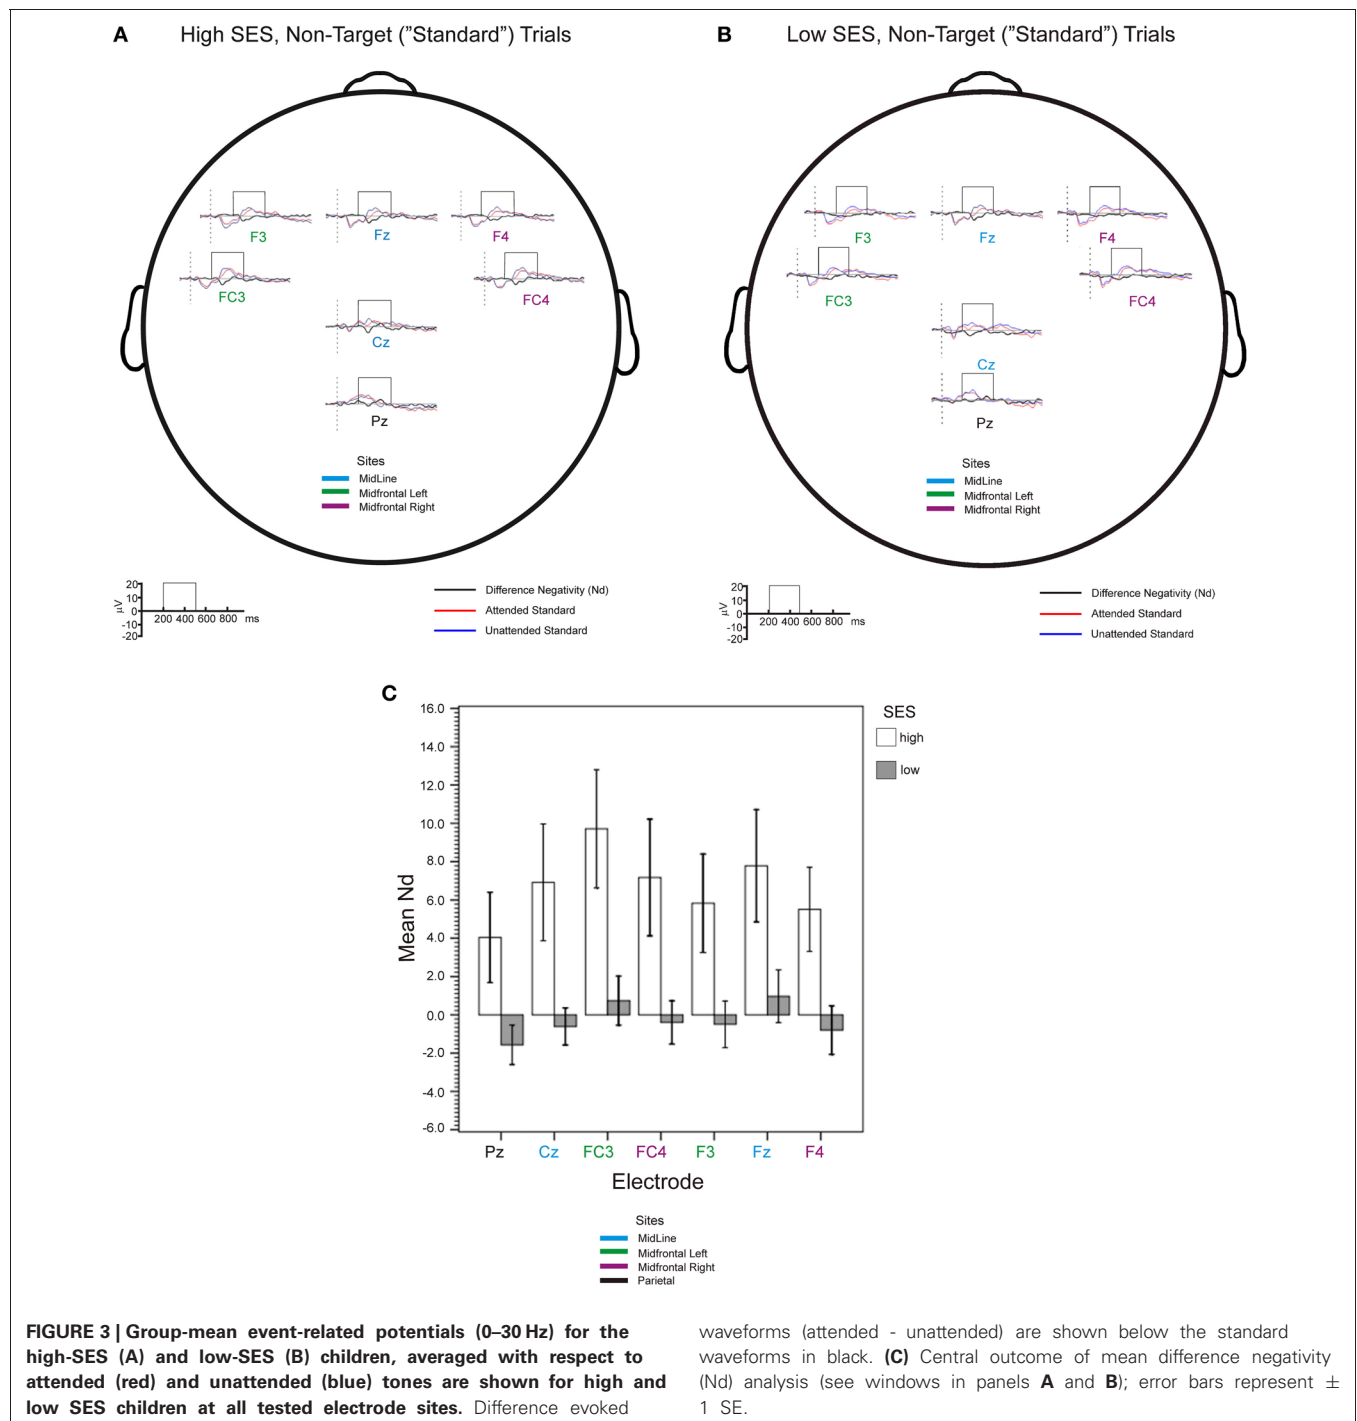 A High SES, Non-Target ("Standard") Trials
F3
Fz
F4
FC3
FC4
Cz
Pz
Sites
MidLine
Midfrontal Left
Midfrontal Right
20
10
0
-10
-20
μV
200 400 600 800 ms
Difference Negativity (Nd)
Attended Standard
Unattended Standard
B Low SES, Non-Target ("Standard") Trials
F3
Fz
F4
FC3
FC4
Cz
Pz
Sites
MidLine
Midfrontal Left
Midfrontal Right
20
10
0
-10
-20
μV
200 400 600 800 ms
Difference Negativity (Nd)
Attended Standard
Unattended Standard
C
16.0
14.0
12.0
10.0
8.0
6.0
4.0
2.0
0.0
-2.0
-4.0
-6.0
Mean Nd
SES
high
low
Pz Cz FC3 FC4 F3 Fz F4
Electrode
Sites
MidLine
Midfrontal Left
Midfrontal Right
Parietal
FIGURE 3 | Group-mean event-related potentials (0–30 Hz) for the
high-SES (A) and low-SES (B) children, averaged with respect to
attended (red) and unattended (blue) tones are shown for high and
low SES children at all tested electrode sites. Difference evoked
waveforms (attended - unattended) are shown below the standard
waveforms in black. (C) Central outcome of mean difference negativity
(Nd) analysis (see windows in panels A and B); error bars represent ±
1 SE.